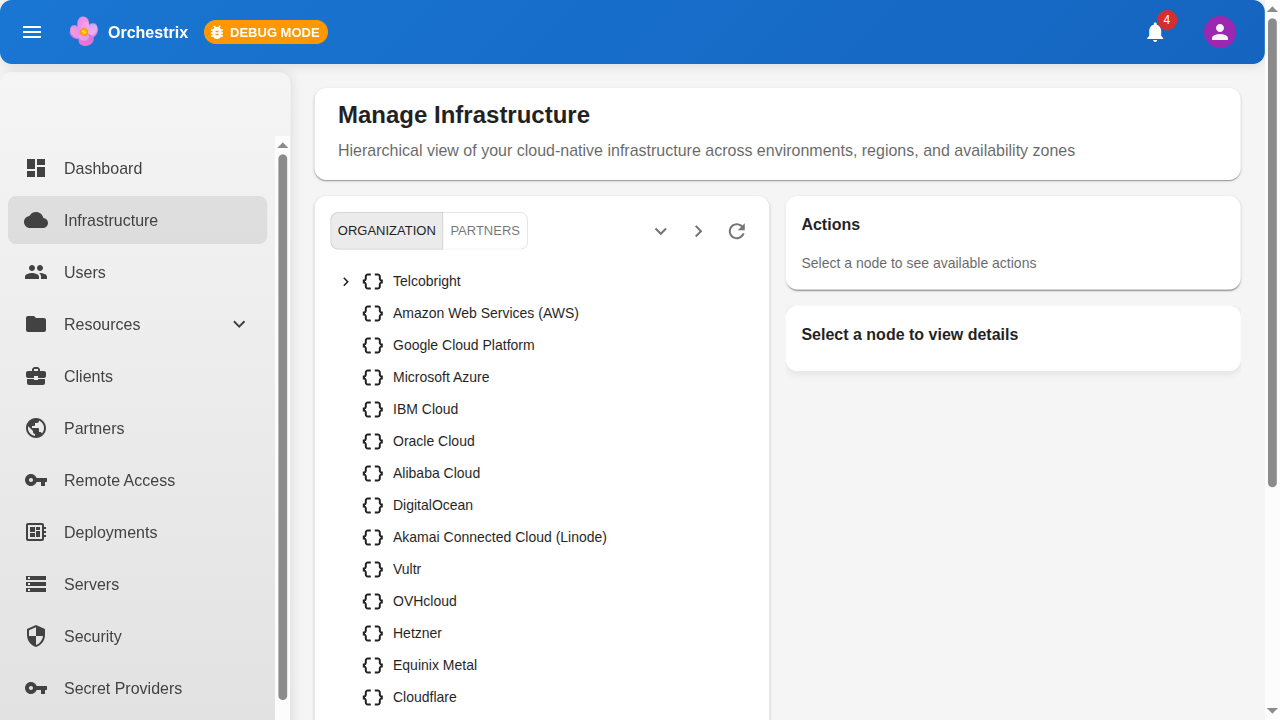 Orchestrix
DEBUG MODE
4
Dashboard
Infrastructure
Users
Resources
Clients
Partners
Remote Access
Deployments
Servers
Security
Secret Providers
Manage Infrastructure
Hierarchical view of your cloud-native infrastructure across environments, regions, and availability zones
ORGANIZATION
PARTNERS
Telcobright
Amazon Web Services (AWS)
Google Cloud Platform
Microsoft Azure
IBM Cloud
Oracle Cloud
Alibaba Cloud
DigitalOcean
Akamai Connected Cloud (Linode)
Vultr
OVHcloud
Hetzner
Equinix Metal
Cloudflare
Actions
Select a node to see available actions
Select a node to view details